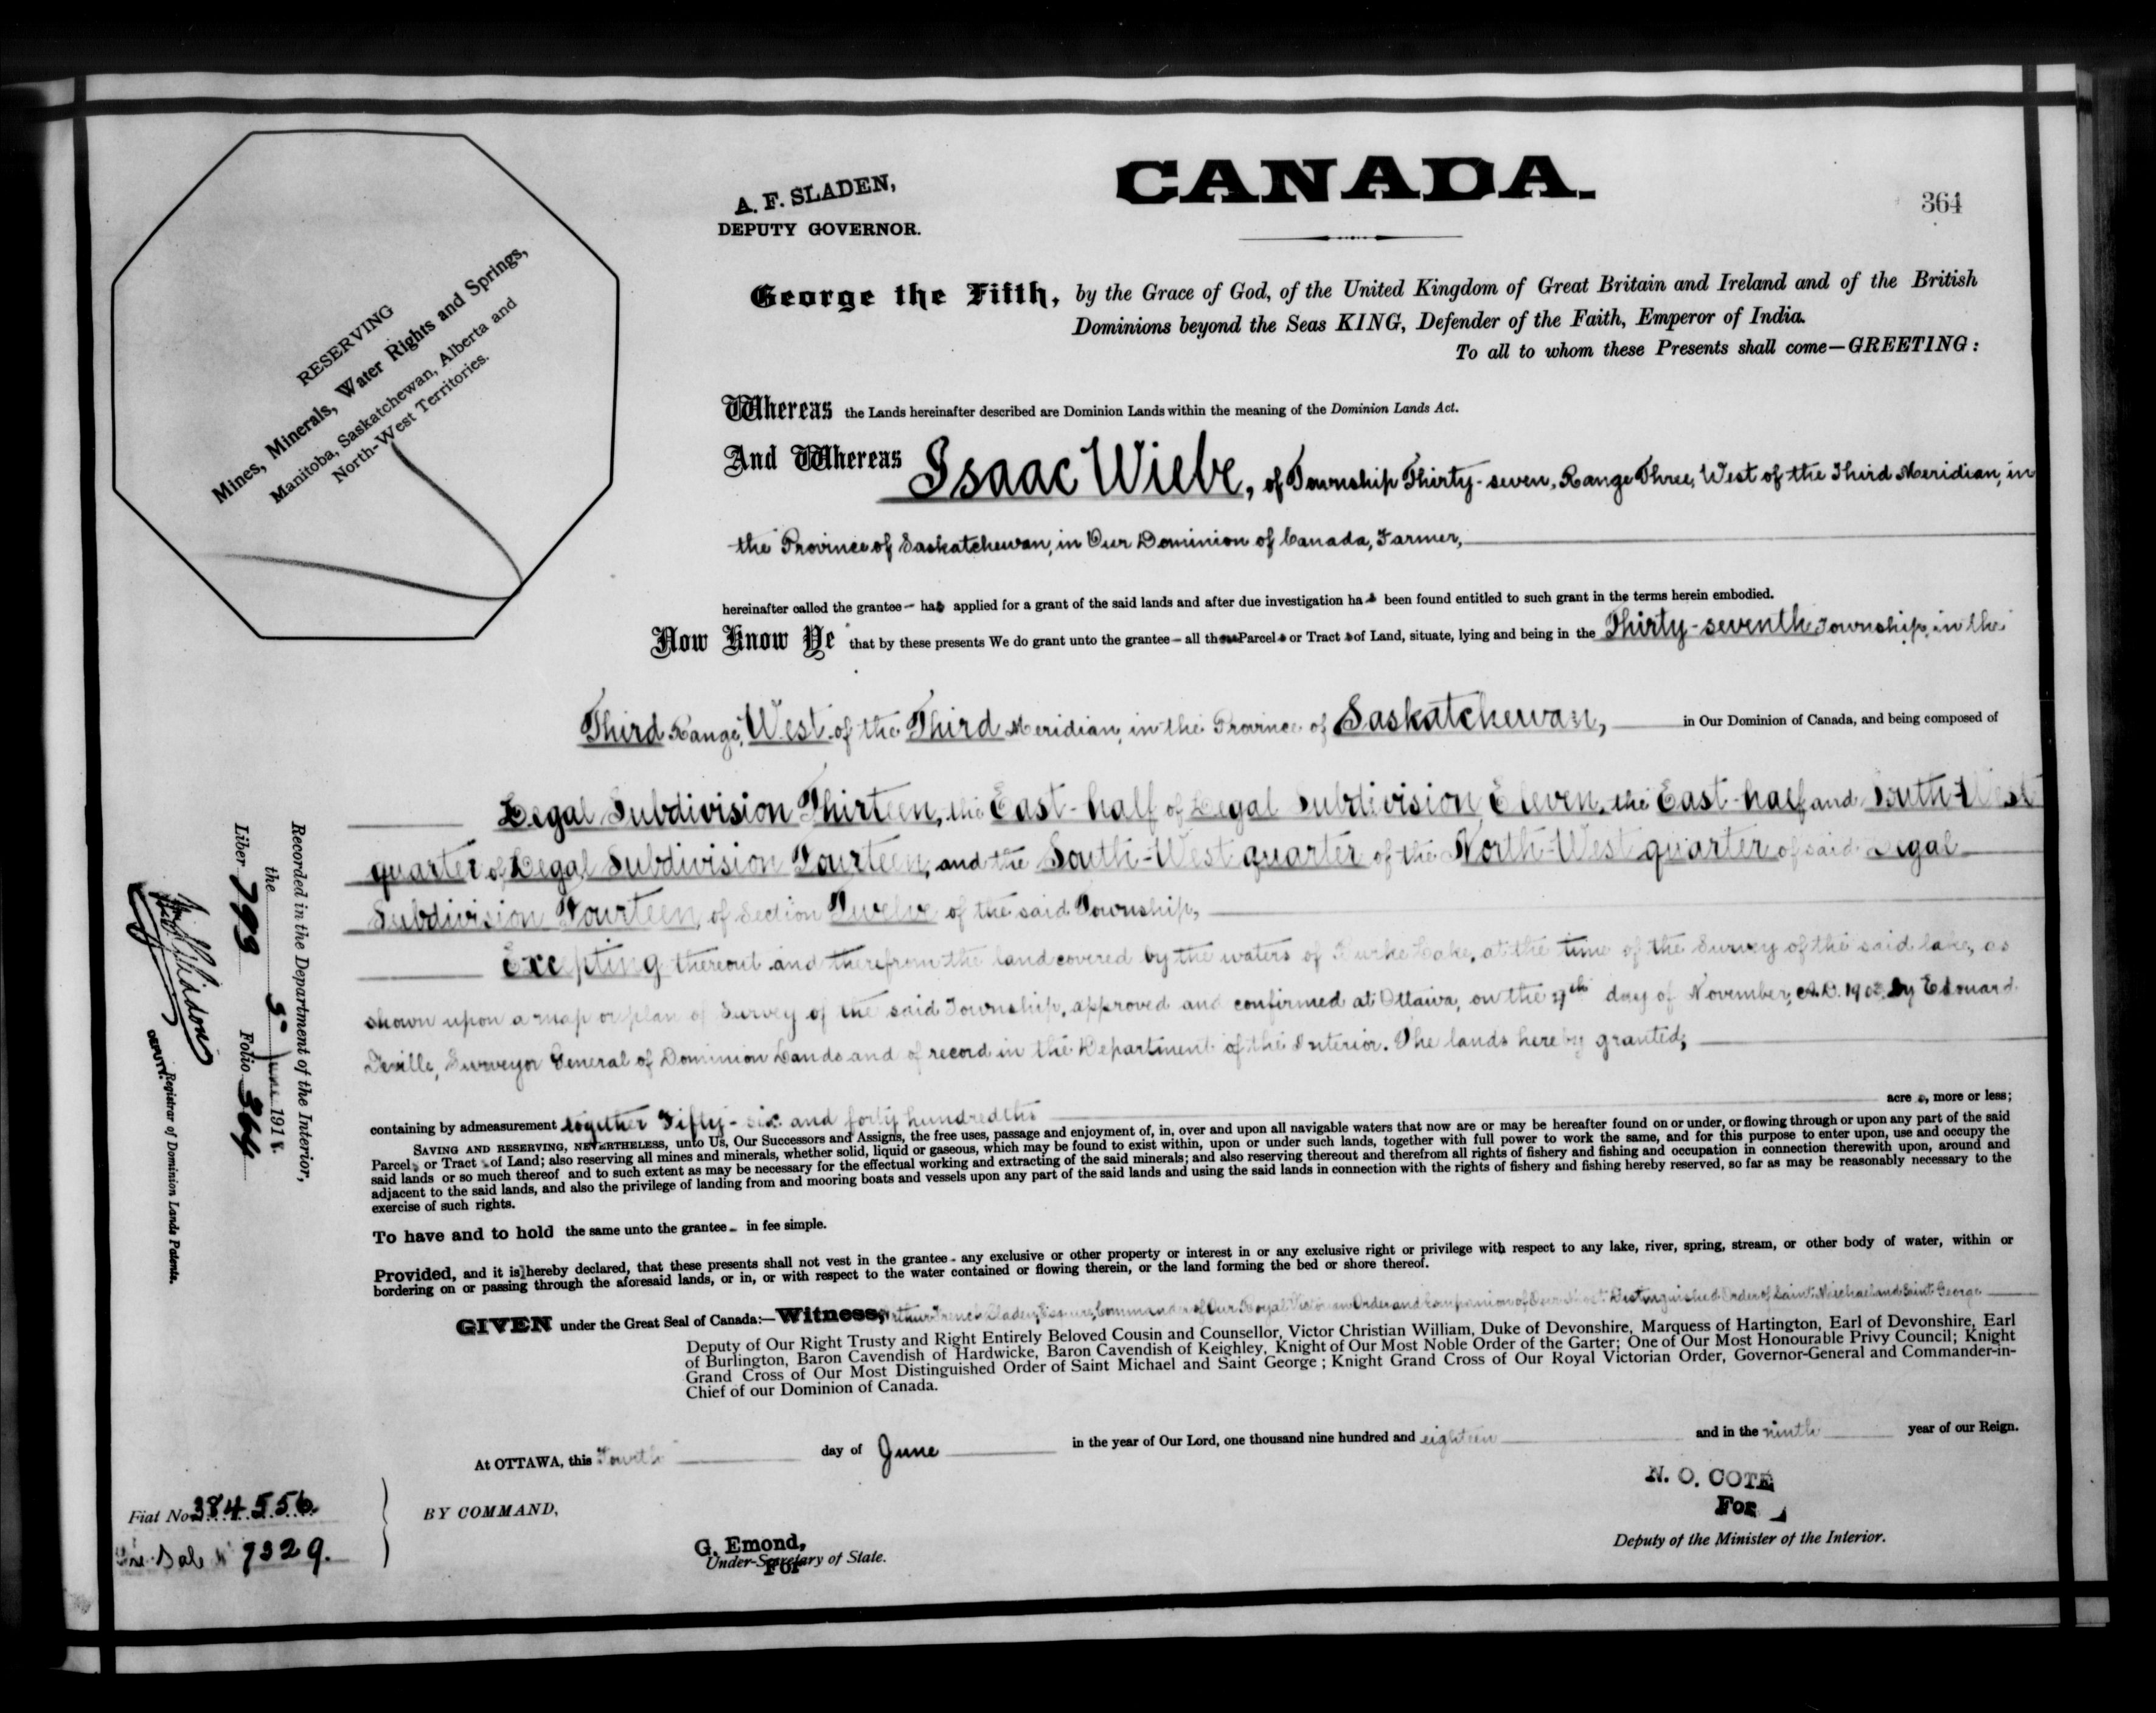 CANADA.
A. F. SLADEN,
DEPUTY GOVERNOR.
364
RESERVING
Mines, Minerals, Water Rights and Springs,
Manitoba, Saskatchewan, Alberta and
North-West Territories.
George the Fifth, by the Grace of God, of the United Kingdom of Great Britain and Ireland and of the British
Dominions beyond the Seas KING, Defender of the Faith, Emperor of India.
To all to whom these Presents shall come—GREETING:
Whereas the Lands hereinafter described are Dominion Lands within the meaning of the Dominion Lands Act.
And Whereas Isaac Wiebe, of Township Thirty-seven, Range Three, West of the Third Meridian, in
the Province of Saskatchewan, in Our Dominion of Canada, Farmer,
hereinafter called the grantee - has applied for a grant of the said lands and after due investigation has been found entitled to such grant in the terms herein embodied.
Now Know Ye that by these presents We do grant unto the grantee - all those Parcels or Tracts of Land, situate, lying and being in the Thirty-seventh Township, in the
Third Range, West of the Third Meridian, in the Province of Saskatchewan, in Our Dominion of Canada, and being composed of
Legal Subdivision Thirteen, the East-half of Legal Subdivision Eleven, the East-half and South-West
quarter of Legal Subdivision Fourteen, and the South-West quarter of the North-West quarter of said Legal
Subdivision Fourteen, of Section Twelve of the said Township,
Excepting thereout and therefrom the land covered by the waters of Lake, at the time of the Survey of the said lake, as
shown upon a map or plan of Survey of the said Township, approved and confirmed at Ottawa, on the day of November, A.D. by Edouard
Deville, Surveyor General of Dominion Lands and of record in the Department of the Interior. The lands hereby granted,
containing by admeasurement together Fifty-six and forty hundredths acres, more or less;
SAVING AND RESERVING, NEVERTHELESS, unto Us, Our Successors and Assigns, the free uses, passage and enjoyment of, in, over and upon all navigable waters that now are or may be hereafter found on or under, or flowing through or upon any part of the said
Parcels or Tracts of Land; also reserving all mines and minerals, whether solid, liquid or gaseous, which may be found to exist within, upon or under such lands, together with full power to work the same, and for this purpose to enter upon, use and occupy the
said lands or so much thereof and to such extent as may be necessary for the effectual working and extracting of the said minerals; and also reserving thereout and therefrom all rights of fishery and fishing and occupation in connection therewith upon, around and
adjacent to the said lands, and also the privilege of landing from and mooring boats and vessels upon any part of the said lands and using the said lands in connection with the rights of fishery and fishing hereby reserved, so far as may be reasonably necessary to the
exercise of such rights.
To have and to hold the same unto the grantee - in fee simple.
Provided, and it is hereby declared, that these presents shall not vest in the grantee - any exclusive or other property or interest in or any exclusive right or privilege with respect to any lake, river, spring, stream, or other body of water, within or
bordering on or passing through the aforesaid lands, or in, or with respect to the water contained or flowing therein, or the land forming the bed or shore thereof.
GIVEN under the Great Seal of Canada:—Witness, Arthur French Sladen, Esquire, Commander of Our Royal Victorian Order and Companion of Our Most Distinguished Order of Saint Michael and Saint George
Deputy of Our Right Trusty and Right Entirely Beloved Cousin and Counsellor, Victor Christian William, Duke of Devonshire, Marquess of Hartington, Earl of Devonshire, Earl
of Burlington, Baron Cavendish of Hardwicke, Baron Cavendish of Keighley, Knight of Our Most Noble Order of the Garter; One of Our Most Honourable Privy Council; Knight
Grand Cross of Our Most Distinguished Order of Saint Michael and Saint George; Knight Grand Cross of Our Royal Victorian Order, Governor-General and Commander-in-
Chief of our Dominion of Canada.
At OTTAWA, this Fourth day of June in the year of Our Lord, one thousand nine hundred and eighteen and in the ninth year of our Reign.
BY COMMAND,
G. Emond,
For
Under-Secretary of State.
N. O. COTE
For
Deputy of the Minister of the Interior.
Fiat No 384556.
Sale 7329.
Recorded in the Department of the Interior,
the 5 June 1918.
Liber 799 Folio 364
DEPUTY. Registrar of Dominion Lands Patents.